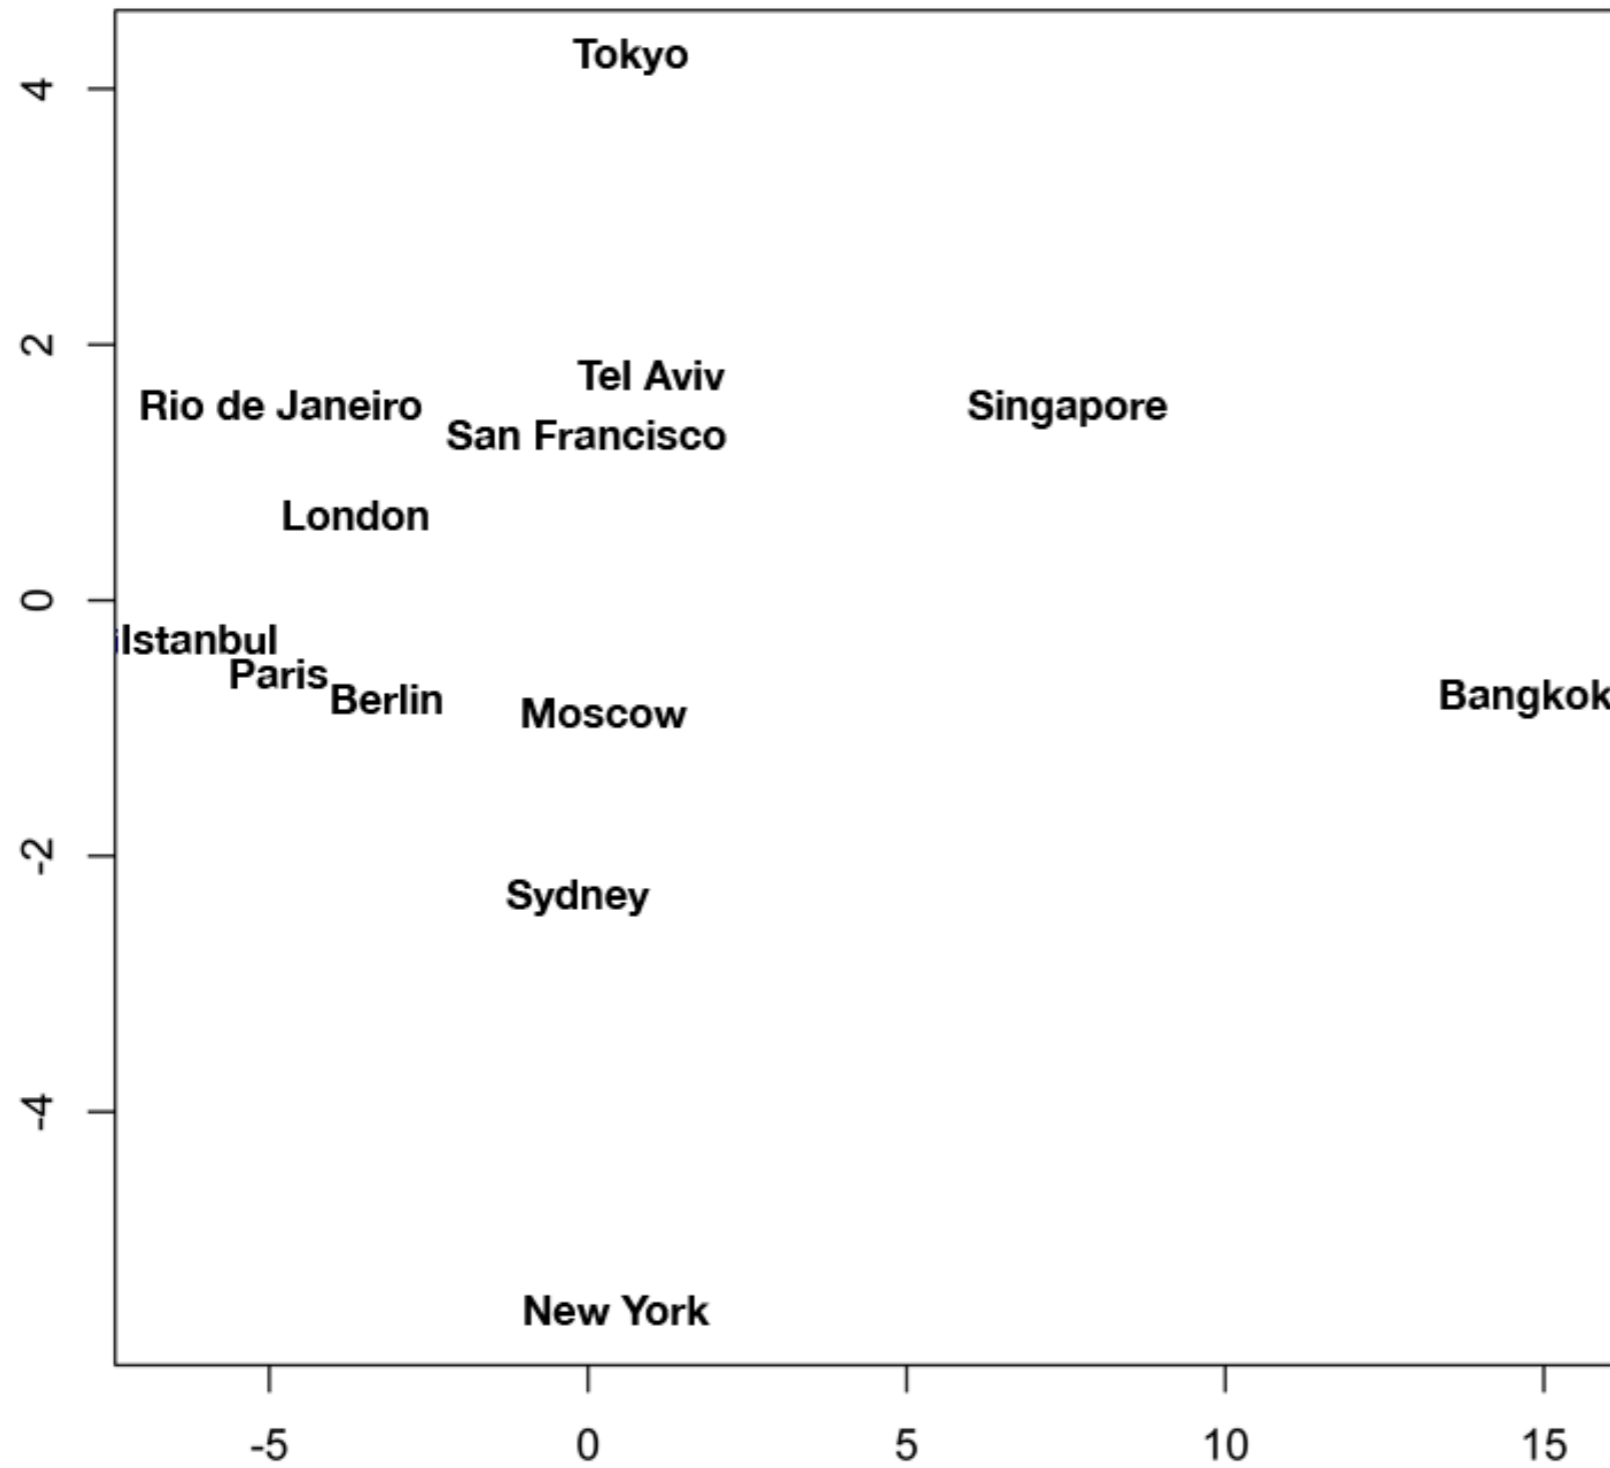 Tokyo
4
2
Tel Aviv
Rio de Janeiro
Singapore
San Francisco
London
0
Istanbul
Paris
Berlin
Moscow
Bangkok
-2
Sydney
-4
New York
-5 0 5 10 15